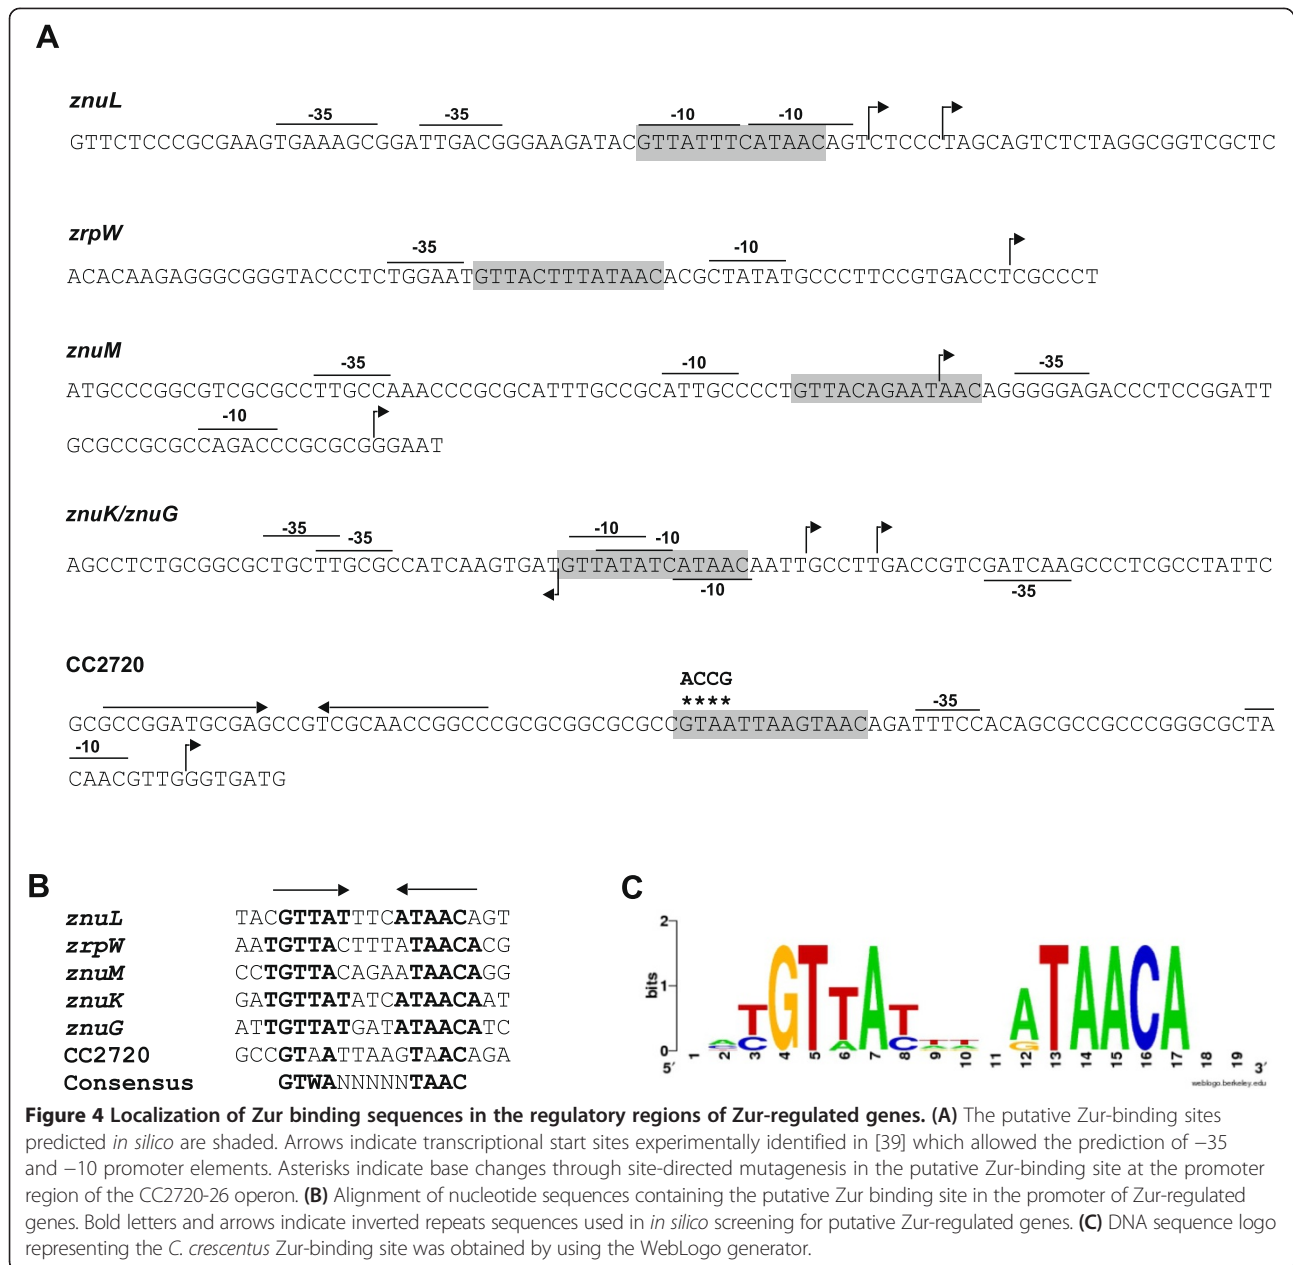 A
znuL
-35 -35 -10 -10
GTTCTCCCGCGAAGTGAAAGCGGATTGACGGGAAGATACGTTATTTCATAACAGTCTCCCTAGCAGTCTCTAGGCGGTCGCTC
zrpW
-35 -10
ACACAAGAGGGCGGGTACCCTCTGGAATGTTACTTTATAACACGCTATATGCCCTTCCGTGACCTCGCCCT
znuM
-35 -10 -35
ATGCCCGGCGTCGCGCCTTGCCAAACCCGCGCATTTGCCGCATTGCCCCTGTTACAGAATAACAGGGGGAGACCCTCCGGATT
-10
GCGCCGCGCCAGACCCGCGCGGGAAT
znuK/znuG
-35 -35 -10 -10
AGCCTCTGCGGCGCTGCTTGCGCCATCAAGTGATGTTATATCATAACAATTGCCTTGACCGTCGATCAAGCCCTCGCCTATTC
-10 -35
CC2720
ACCG
****
-35
GCGCCGGATGCGAGCCGTCGCAACCGGCCCGCGCGGCGCGCCGTAATTAAGTAACAGATTTCCACAGCGCCGCCCGGGCGCTA
-10
CAACGTTGGGTGATG
B
znuL TACGTTATTTCATAACAGT
zrpW AATGTTACTTTATAACACG
znuM CCTGTTACAGAATAACAGG
znuK GATGTTATATCATAACAAT
znuG ATTGTTATGATATAACATC
CC2720 GCCGTAATTAAGTAACAGA
Consensus GTWANNNNNTAAC
C
2
bits
1
0
TGTTAT ATAACA
1 2 3 4 5 6 7 8 9 10 11 12 13 14 15 16 17 18 19
5′ 3′
weblogo.berkeley.edu
Figure 4 Localization of Zur binding sequences in the regulatory regions of Zur-regulated genes. (A) The putative Zur-binding sites
predicted in silico are shaded. Arrows indicate transcriptional start sites experimentally identified in [39] which allowed the prediction of −35
and −10 promoter elements. Asterisks indicate base changes through site-directed mutagenesis in the putative Zur-binding site at the promoter
region of the CC2720-26 operon. (B) Alignment of nucleotide sequences containing the putative Zur binding site in the promoter of Zur-regulated
genes. Bold letters and arrows indicate inverted repeats sequences used in in silico screening for putative Zur-regulated genes. (C) DNA sequence logo
representing the C. crescentus Zur-binding site was obtained by using the WebLogo generator.